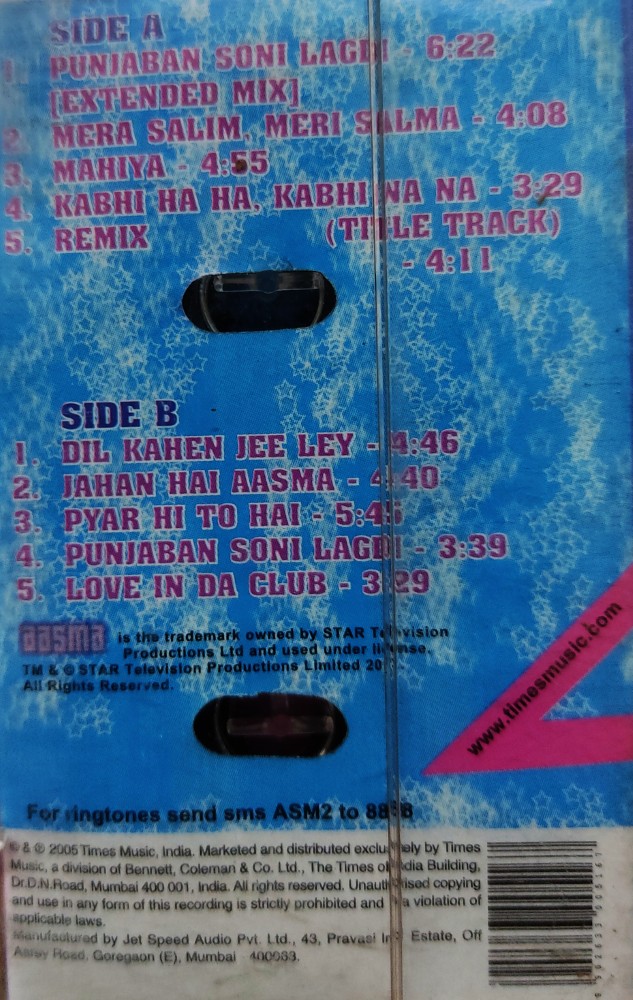 SIDE A
1. PUNJABAN SONI LAGDI - 6:22
[EXTENDED MIX]
2. MERA SALIM, MERI SALMA - 4:08
3. MAHIYA - 4:55
4. KABHI HA HA, KABHI NA NA - 3:29
5. REMIX (TITLE TRACK)
- 4:11
SIDE B
1. DIL KAHEN JEE LEY - 4:46
2. JAHAN HAI AASMA - 4:40
3. PYAR HI TO HAI - 5:45
4. PUNJABAN SONI LAGDI - 3:39
5. LOVE IN DA CLUB - 3:29
aasma is the trademark owned by STAR Television
Productions Ltd and used under license.
TM & © STAR Television Productions Limited
All Rights Reserved.
www.timesmusic.com
For ringtones send sms ASM2 to
℗ & © 2005 Times Music, India. Marketed and distributed exclusively by Times
Music, a division of Bennett, Coleman & Co. Ltd., The Times of India Building,
Dr.D.N.Road, Mumbai 400 001, India. All rights reserved. Unauthorised copying
and use in any form of this recording is strictly prohibited and a violation of
applicable laws.
Manufactured by Jet Speed Audio Pvt. Ltd., 43, Pravasi Estate, Off
Aarey Road, Goregaon (E), Mumbai 400063.